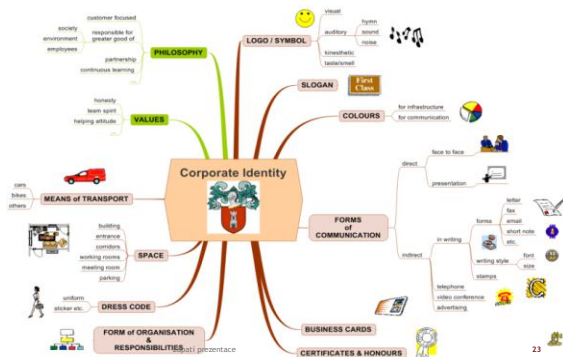 Corporate Identity
PHILOSOPHY
customer focused
responsible for
greater good of
society
environment
employees
partnership
continuous learning
VALUES
honesty
team spirit
helping attitude
MEANS of TRANSPORT
cars
bikes
others
SPACE
building
entrance
corridors
working rooms
meeting room
parking
DRESS CODE
uniform
sticker etc.
FORM of ORGANISATION
&
RESPONSIBILITIES
LOGO / SYMBOL
visual
auditory
hymn
sound
noise
kinesthetic
taste/smell
SLOGAN
First
Class
COLOURS
for infrastructure
for communication
FORMS
of
COMMUNICATION
direct
face to face
presentation
indirect
in writing
forms
letter
fax
email
short note
etc.
writing style
font
size
stamps
telephone
video conference
advertising
BUSINESS CARDS
CERTIFICATES & HONOURS
zápatí prezentace
23